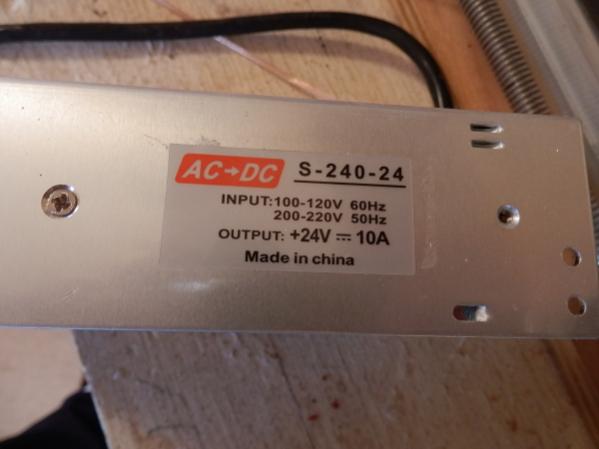 AC→DC S-240-24
INPUT:100-120V 60Hz
200-220V 50Hz
OUTPUT: +24V ⎓ 10A
Made in china